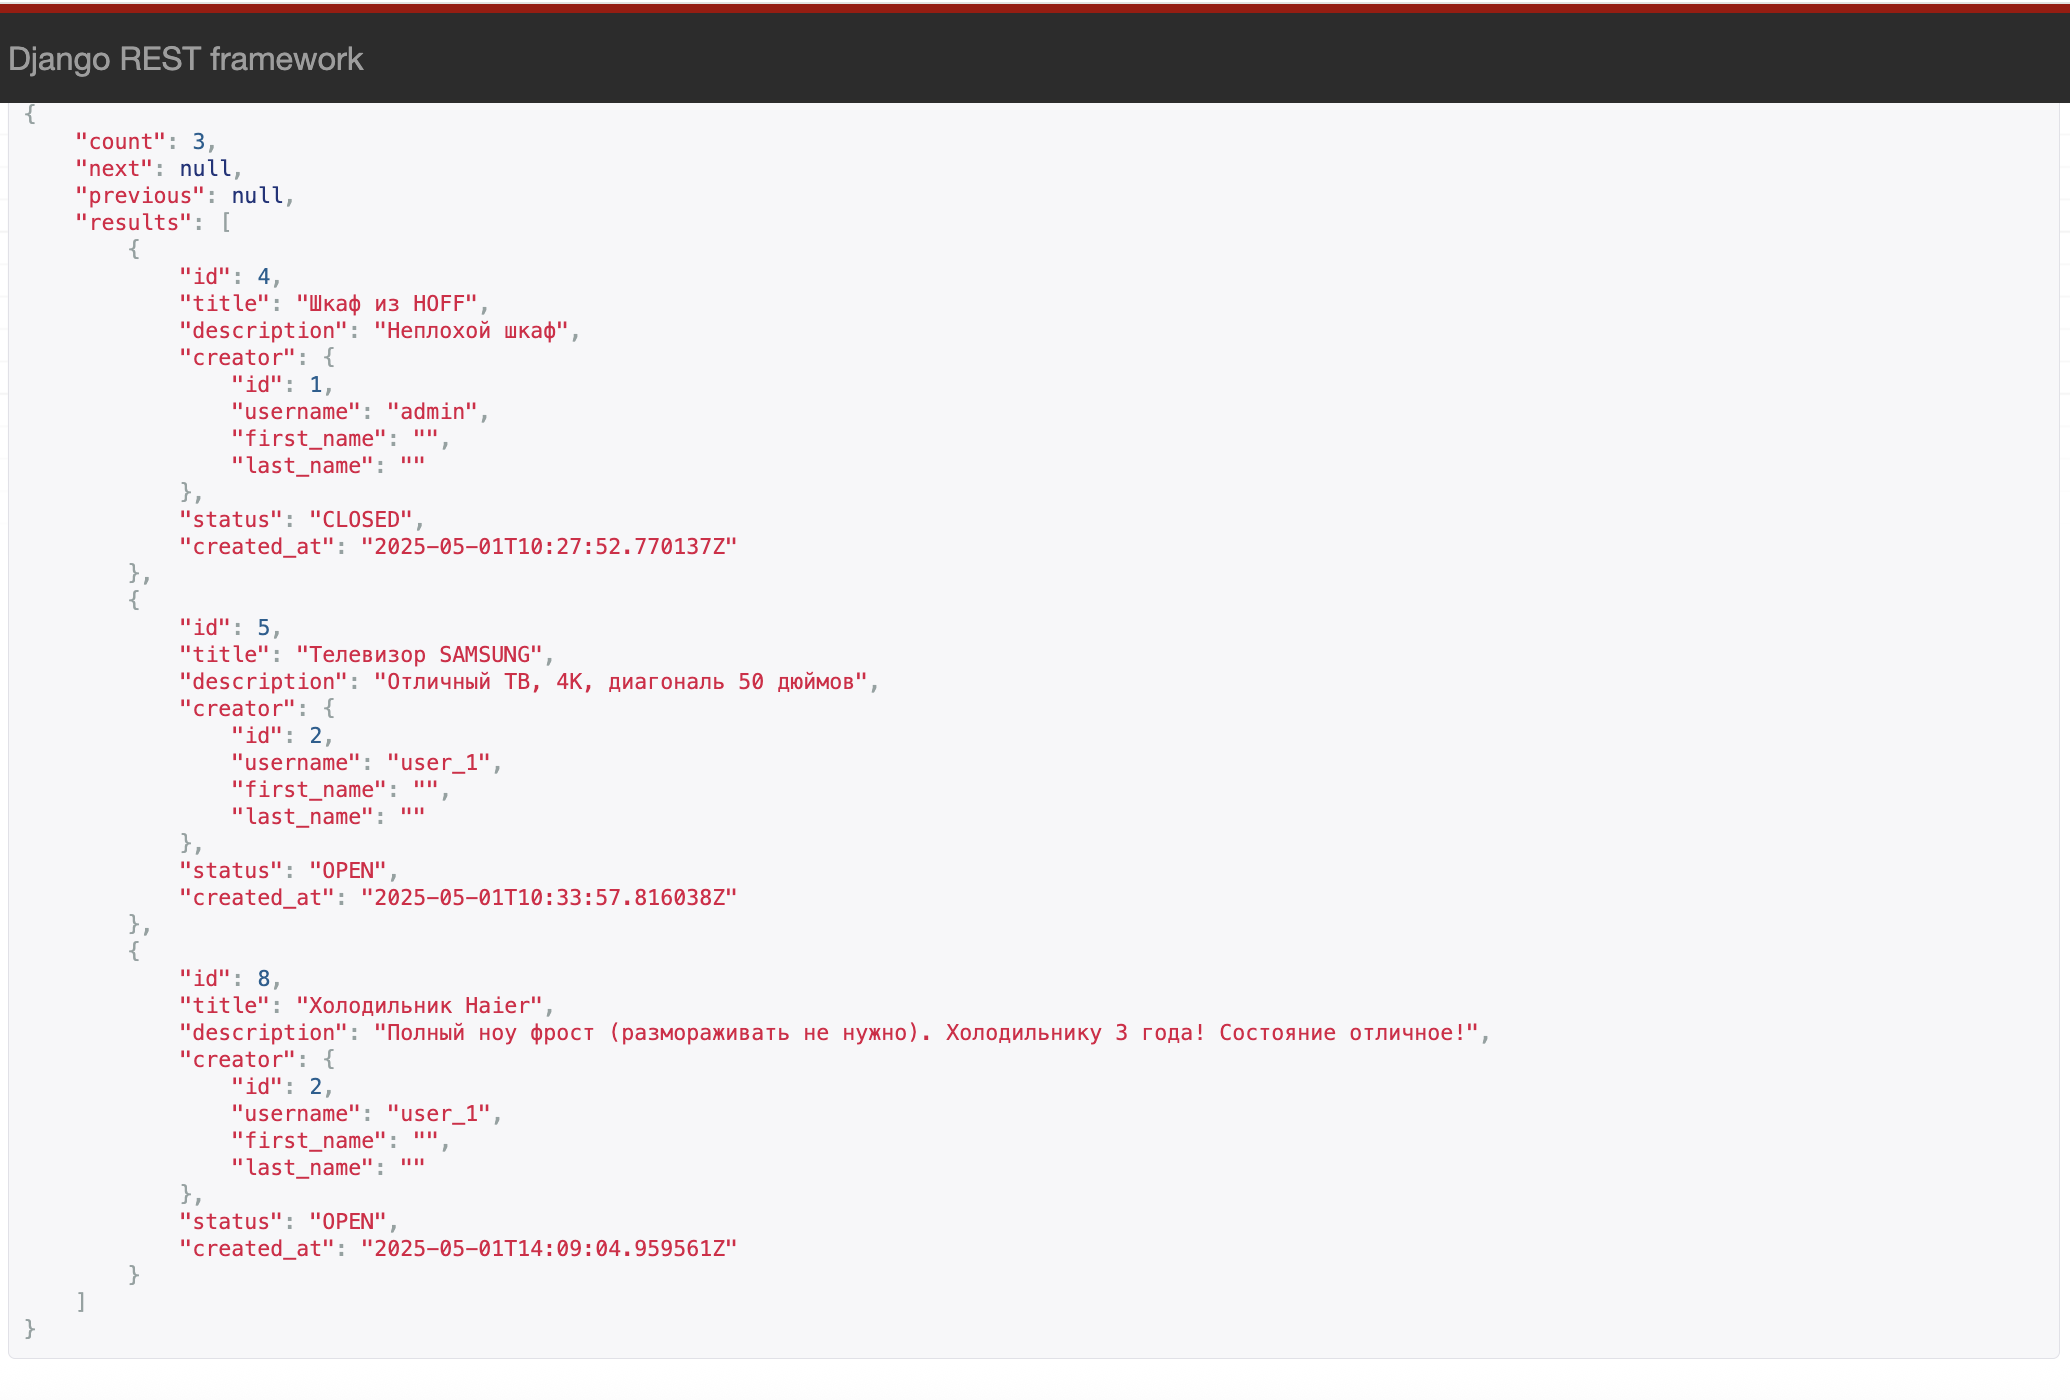 Django REST framework
{
    "count": 3,
    "next": null,
    "previous": null,
    "results": [
        {
            "id": 4,
            "title": "Шкаф из HOFF",
            "description": "Неплохой шкаф",
            "creator": {
                "id": 1,
                "username": "admin",
                "first_name": "",
                "last_name": ""
            },
            "status": "CLOSED",
            "created_at": "2025-05-01T10:27:52.770137Z"
        },
        {
            "id": 5,
            "title": "Телевизор SAMSUNG",
            "description": "Отличный ТВ, 4К, диагональ 50 дюймов",
            "creator": {
                "id": 2,
                "username": "user_1",
                "first_name": "",
                "last_name": ""
            },
            "status": "OPEN",
            "created_at": "2025-05-01T10:33:57.816038Z"
        },
        {
            "id": 8,
            "title": "Холодильник Haier",
            "description": "Полный ноу фрост (размораживать не нужно). Холодильнику 3 года! Состояние отличное!",
            "creator": {
                "id": 2,
                "username": "user_1",
                "first_name": "",
                "last_name": ""
            },
            "status": "OPEN",
            "created_at": "2025-05-01T14:09:04.959561Z"
        }
    ]
}